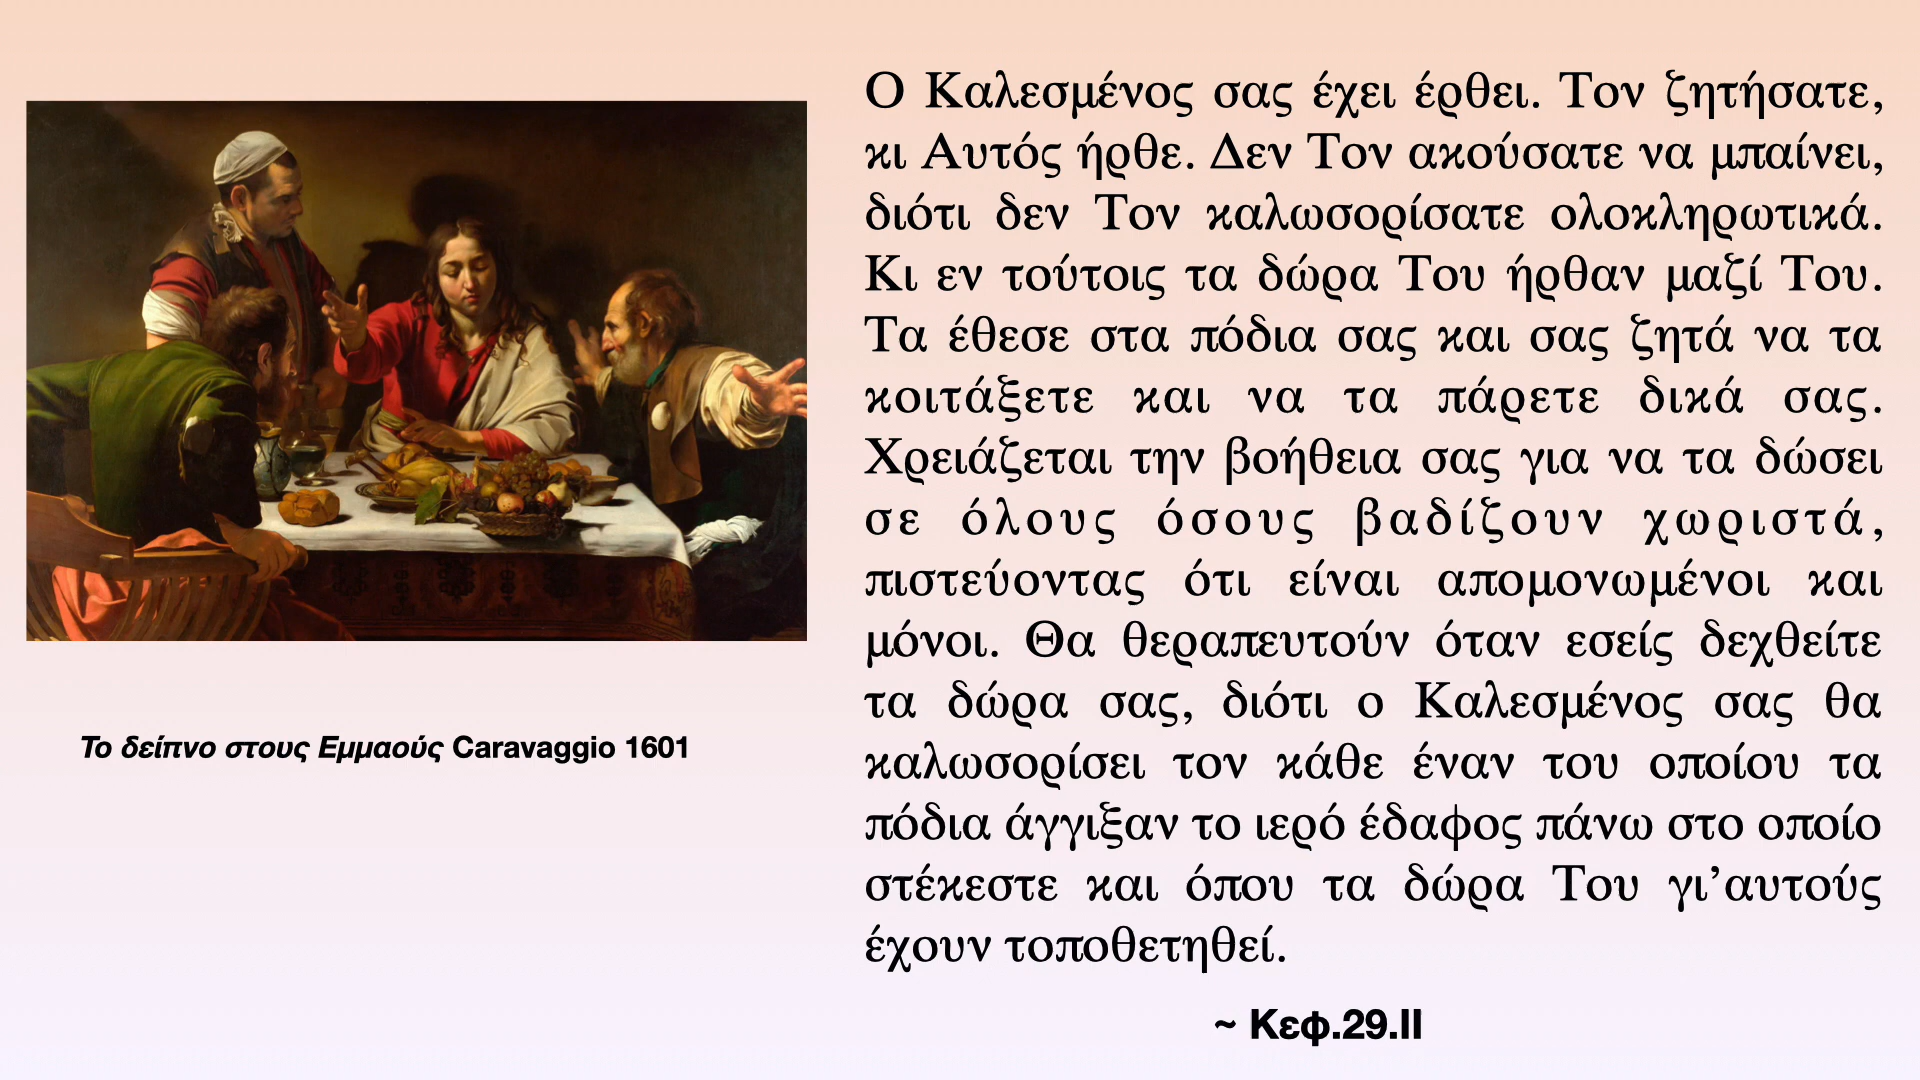 Ο Καλεσμένος σας έχει έρθει. Τον ζητήσατε,
κι Αυτός ήρθε. Δεν Τον ακούσατε να μπαίνει,
διότι δεν Τον καλωσορίσατε ολοκληρωτικά.
Κι εν τούτοις τα δώρα Του ήρθαν μαζί Του.
Τα έθεσε στα πόδια σας και σας ζητά να τα
κοιτάξετε και να τα πάρετε δικά σας.
Χρειάζεται την βοήθεια σας για να τα δώσει
σε όλους όσους βαδίζουν χωριστά,
πιστεύοντας ότι είναι απομονωμένοι και
μόνοι. Θα θεραπευτούν όταν εσείς δεχθείτε
τα δώρα σας, διότι ο Καλεσμένος σας θα
καλωσορίσει τον κάθε έναν του οποίου τα
πόδια άγγιξαν το ιερό έδαφος πάνω στο οποίο
στέκεστε και όπου τα δώρα Του γι’αυτούς
έχουν τοποθετηθεί.
~ Κεφ.29.II
Το δείπνο στους Εμμαούς Caravaggio 1601